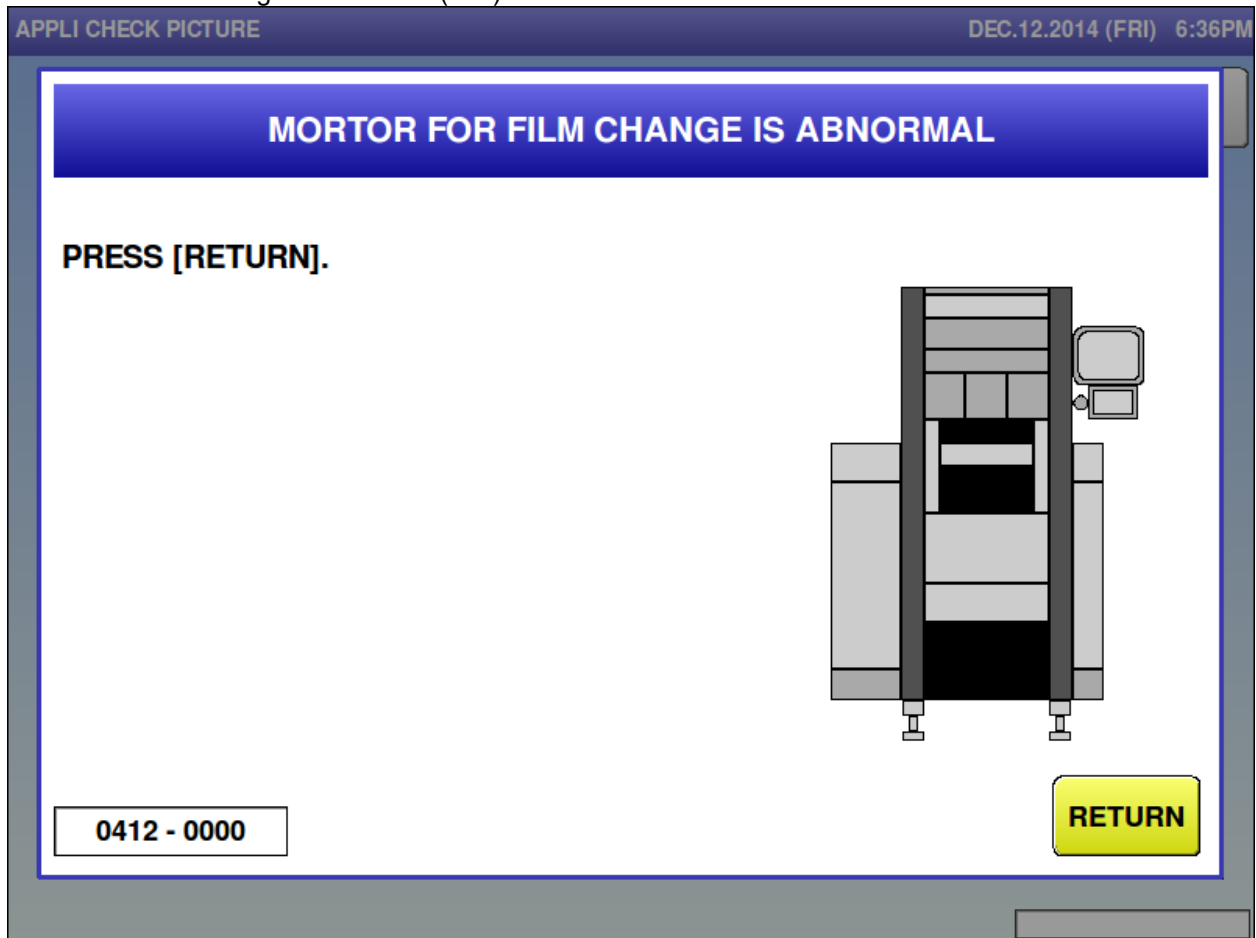 APPLI CHECK PICTURE DEC.12.2014 (FRI) 6:36PM
MORTOR FOR FILM CHANGE IS ABNORMAL
PRESS [RETURN].
RETURN
0412 - 0000